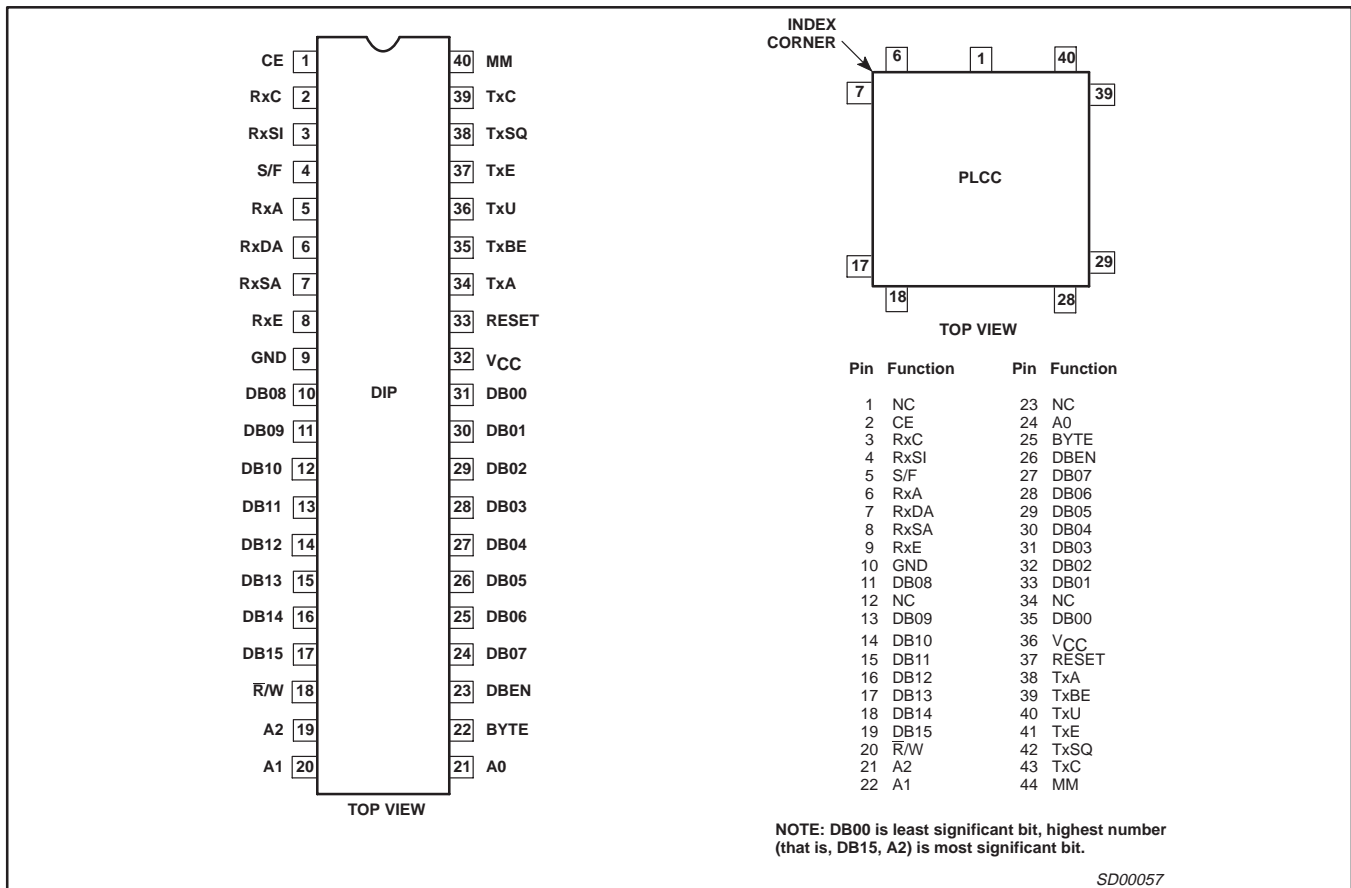 CE 1 40 MM
RxC 2 39 TxC
RxSI 3 38 TxSQ
S/F 4 37 TxE
RxA 5 36 TxU
RxDA 6 35 TxBE
RxSA 7 34 TxA
RxE 8 33 RESET
GND 9 32 VCC
DB08 10 DIP 31 DB00
DB09 11 30 DB01
DB10 12 29 DB02
DB11 13 28 DB03
DB12 14 27 DB04
DB13 15 26 DB05
DB14 16 25 DB06
DB15 17 24 DB07
R̅/W 18 23 DBEN
A2 19 22 BYTE
A1 20 21 A0
TOP VIEW
INDEX
CORNER
6 1 40
7 39
PLCC
17 29
18 28
TOP VIEW
Pin Function Pin Function
1 NC 23 NC
2 CE 24 A0
3 RxC 25 BYTE
4 RxSI 26 DBEN
5 S/F 27 DB07
6 RxA 28 DB06
7 RxDA 29 DB05
8 RxSA 30 DB04
9 RxE 31 DB03
10 GND 32 DB02
11 DB08 33 DB01
12 NC 34 NC
13 DB09 35 DB00
14 DB10 36 VCC
15 DB11 37 RESET
16 DB12 38 TxA
17 DB13 39 TxBE
18 DB14 40 TxU
19 DB15 41 TxE
20 R̅/W 42 TxSQ
21 A2 43 TxC
22 A1 44 MM
NOTE: DB00 is least significant bit, highest number
(that is, DB15, A2) is most significant bit.
SD00057